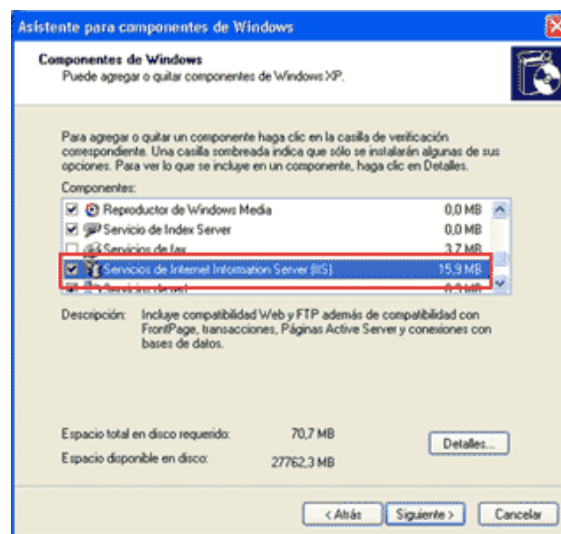 Asistente para componentes de Windows
Componentes de Windows
Puede agregar o quitar componentes de Windows XP.
Para agregar o quitar un componente haga clic en la casilla de verificación
correspondiente. Una casilla sombreada indica que sólo se instalarán algunas de sus
opciones. Para ver lo que se incluye en un componente, haga clic en Detalles.
Componentes:
Reproductor de Windows Media 0,0 MB
Servicio de Index Server 0,0 MB
Servicios de fax 3,7 MB
Servicios de Internet Information Server (IIS) 15,9 MB
Servicios de red 0,3 MB
Descripción: Incluye compatibilidad Web y FTP además de compatibilidad con
FrontPage, transacciones, Páginas Active Server y conexiones con
bases de datos.
Espacio total en disco requerido: 70,7 MB
Detalles...
Espacio disponible en disco: 27762,3 MB
< Atrás Siguiente > Cancelar